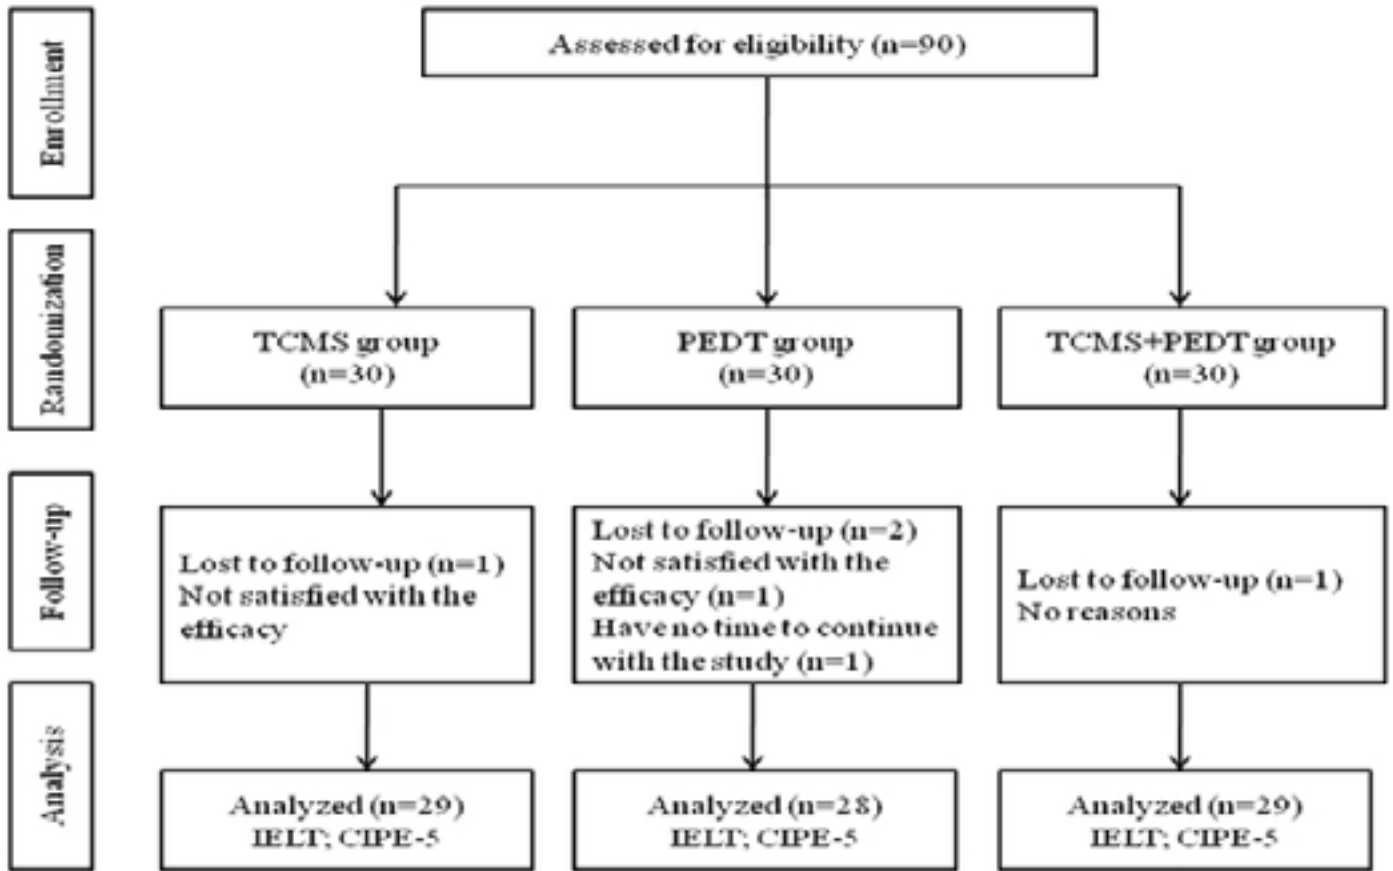 Enrollment
Assessed for eligibility (n=90)
Randomization
TCMS group
(n=30)
PEDT group
(n=30)
TCMS+PEDT group
(n=30)
Follow-up
Lost to follow-up (n=1)
Not satisfied with the
efficacy
Lost to follow-up (n=2)
Not satisfied with the
efficacy (n=1)
Have no time to continue
with the study (n=1)
Lost to follow-up (n=1)
No reasons
Analysis
Analyzed (n=29)
IELT; CIPE-5
Analyzed (n=28)
IELT; CIPE-5
Analyzed (n=29)
IELT; CIPE-5